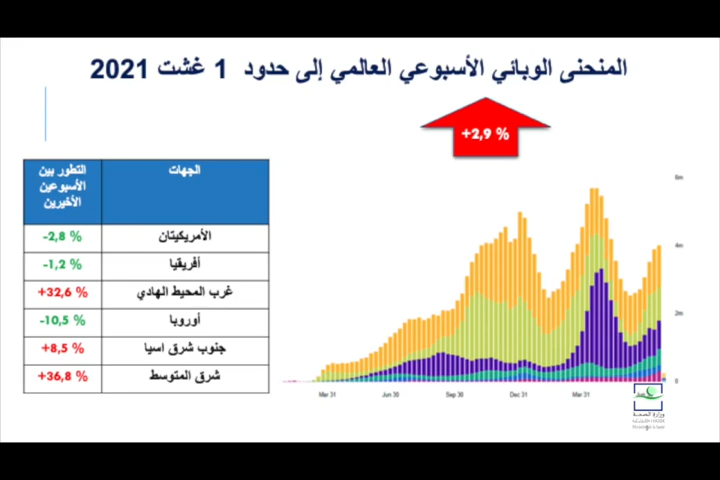 المنحنى الوبائي الأسبوعي العالمي إلى حدود 1 غشت 2021
+2,9 %
الجهات
التطور بين
الأسبوعين
الأخيرين
الأمريكيتان
-2,8 %
أفريقيا
-1,2 %
غرب المحيط الهادي
+32,6 %
أوروبا
-10,5 %
جنوب شرق اسيا
+8,5 %
شرق المتوسط
+36,8 %
6m
4m
2m
0
Mar 31
Jun 30
Sep 30
Dec 31
Mar 31
وزارة الصحة